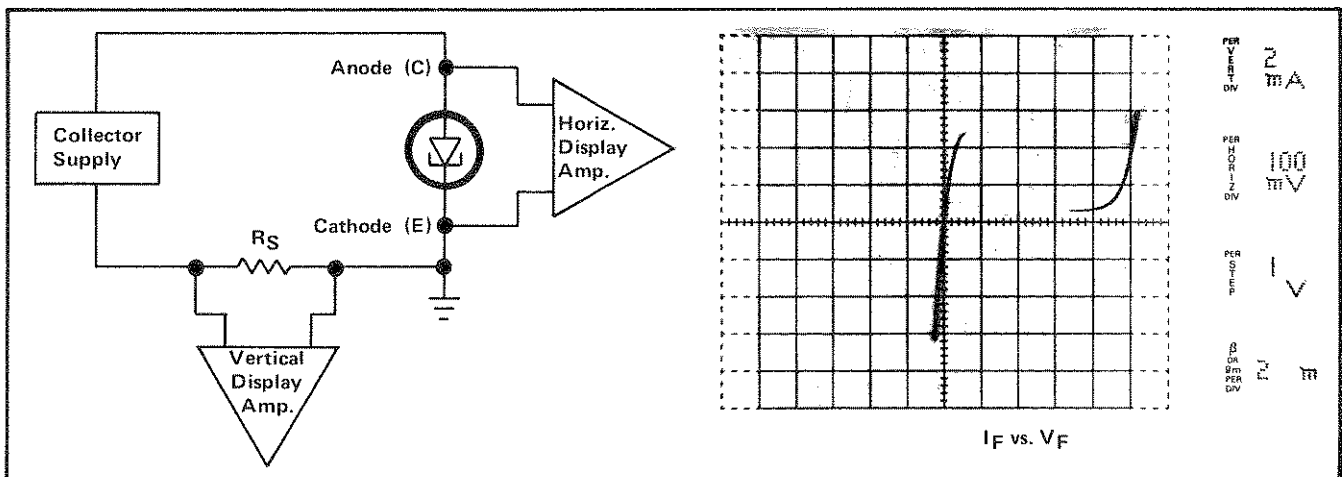 Anode (C)
Collector
Supply
Horiz.
Display
Amp.
Cathode (E)
RS
Vertical
Display
Amp.
PER
VERT
DIV
2
mA
PER
HORIZ
DIV
100
mV
PER
STEP
1
V
β
OR
gm
PER
DIV
2 m
IF vs. VF